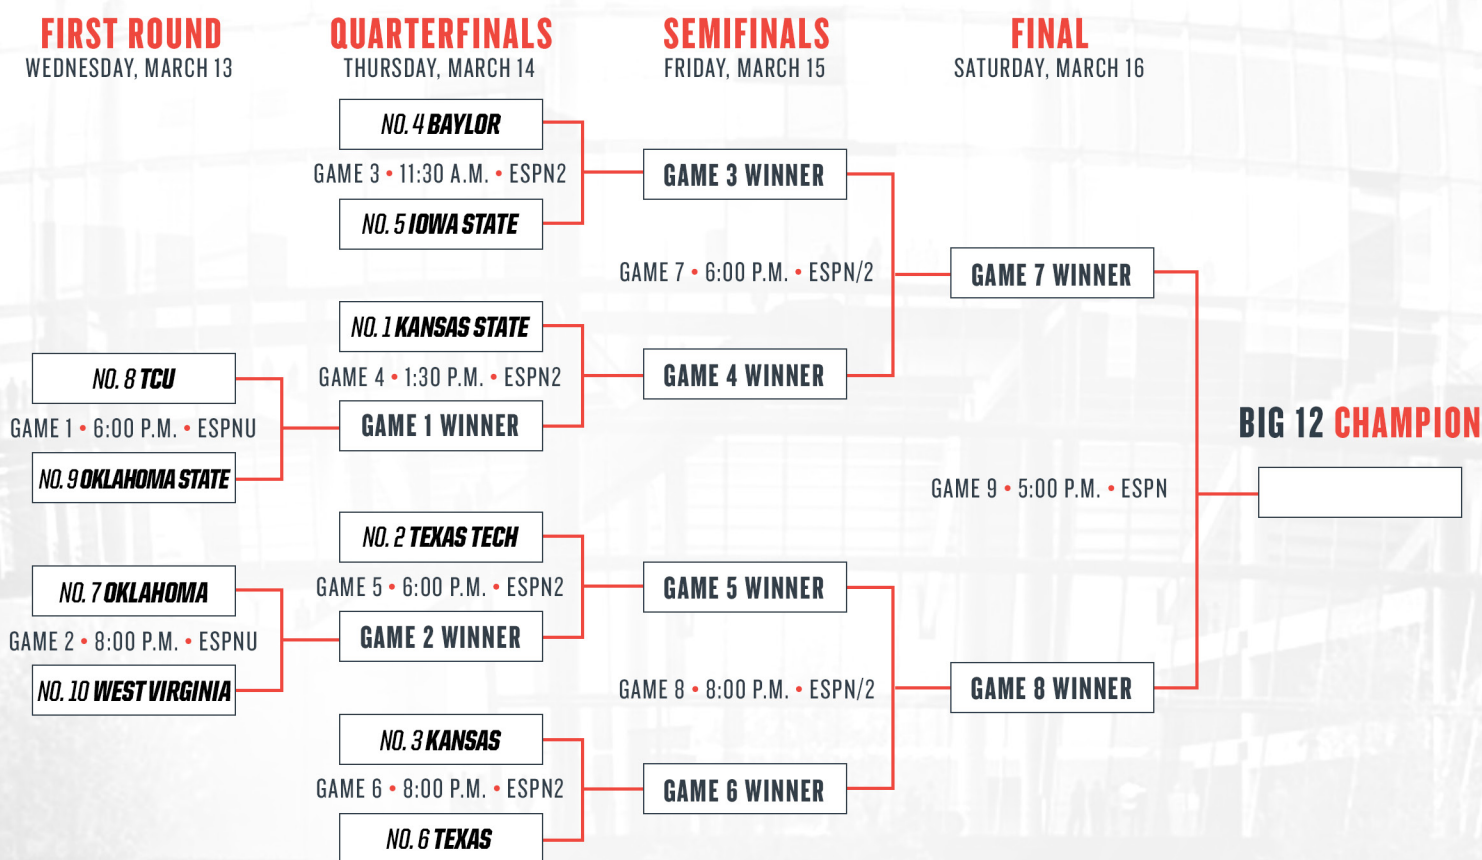 FIRST ROUND
WEDNESDAY, MARCH 13
QUARTERFINALS
THURSDAY, MARCH 14
SEMIFINALS
FRIDAY, MARCH 15
FINAL
SATURDAY, MARCH 16
NO. 8 TCU
GAME 1 • 6:00 P.M. • ESPNU
NO. 9 OKLAHOMA STATE
NO. 7 OKLAHOMA
GAME 2 • 8:00 P.M. • ESPNU
NO. 10 WEST VIRGINIA
NO. 4 BAYLOR
GAME 3 • 11:30 A.M. • ESPN2
NO. 5 IOWA STATE
NO. 1 KANSAS STATE
GAME 4 • 1:30 P.M. • ESPN2
GAME 1 WINNER
NO. 2 TEXAS TECH
GAME 5 • 6:00 P.M. • ESPN2
GAME 2 WINNER
NO. 3 KANSAS
GAME 6 • 8:00 P.M. • ESPN2
NO. 6 TEXAS
GAME 3 WINNER
GAME 7 • 6:00 P.M. • ESPN/2
GAME 4 WINNER
GAME 5 WINNER
GAME 8 • 8:00 P.M. • ESPN/2
GAME 6 WINNER
GAME 7 WINNER
GAME 9 • 5:00 P.M. • ESPN
GAME 8 WINNER
BIG 12 CHAMPION